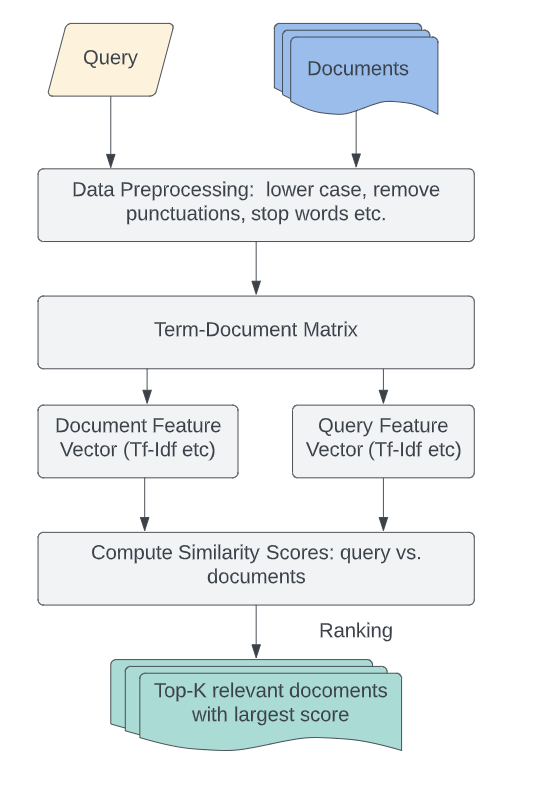 Query
Documents
Data Preprocessing:  lower case, remove
punctuations, stop words etc.
Term-Document Matrix
Document Feature
Vector (Tf-Idf etc)
Query Feature
Vector (Tf-Idf etc)
Compute Similarity Scores: query vs.
documents
Ranking
Top-K relevant docoments
with largest score